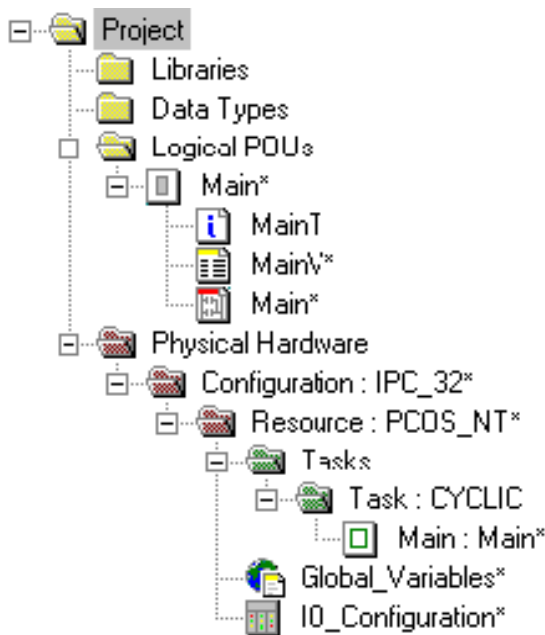 Project
Libraries
Data Types
Logical POUs
Main*
MainT
MainV*
Main*
Physical Hardware
Configuration : IPC_32*
Resource : PCOS_NT*
Tasks
Task : CYCLIC
Main : Main*
Global_Variables*
IO_Configuration*